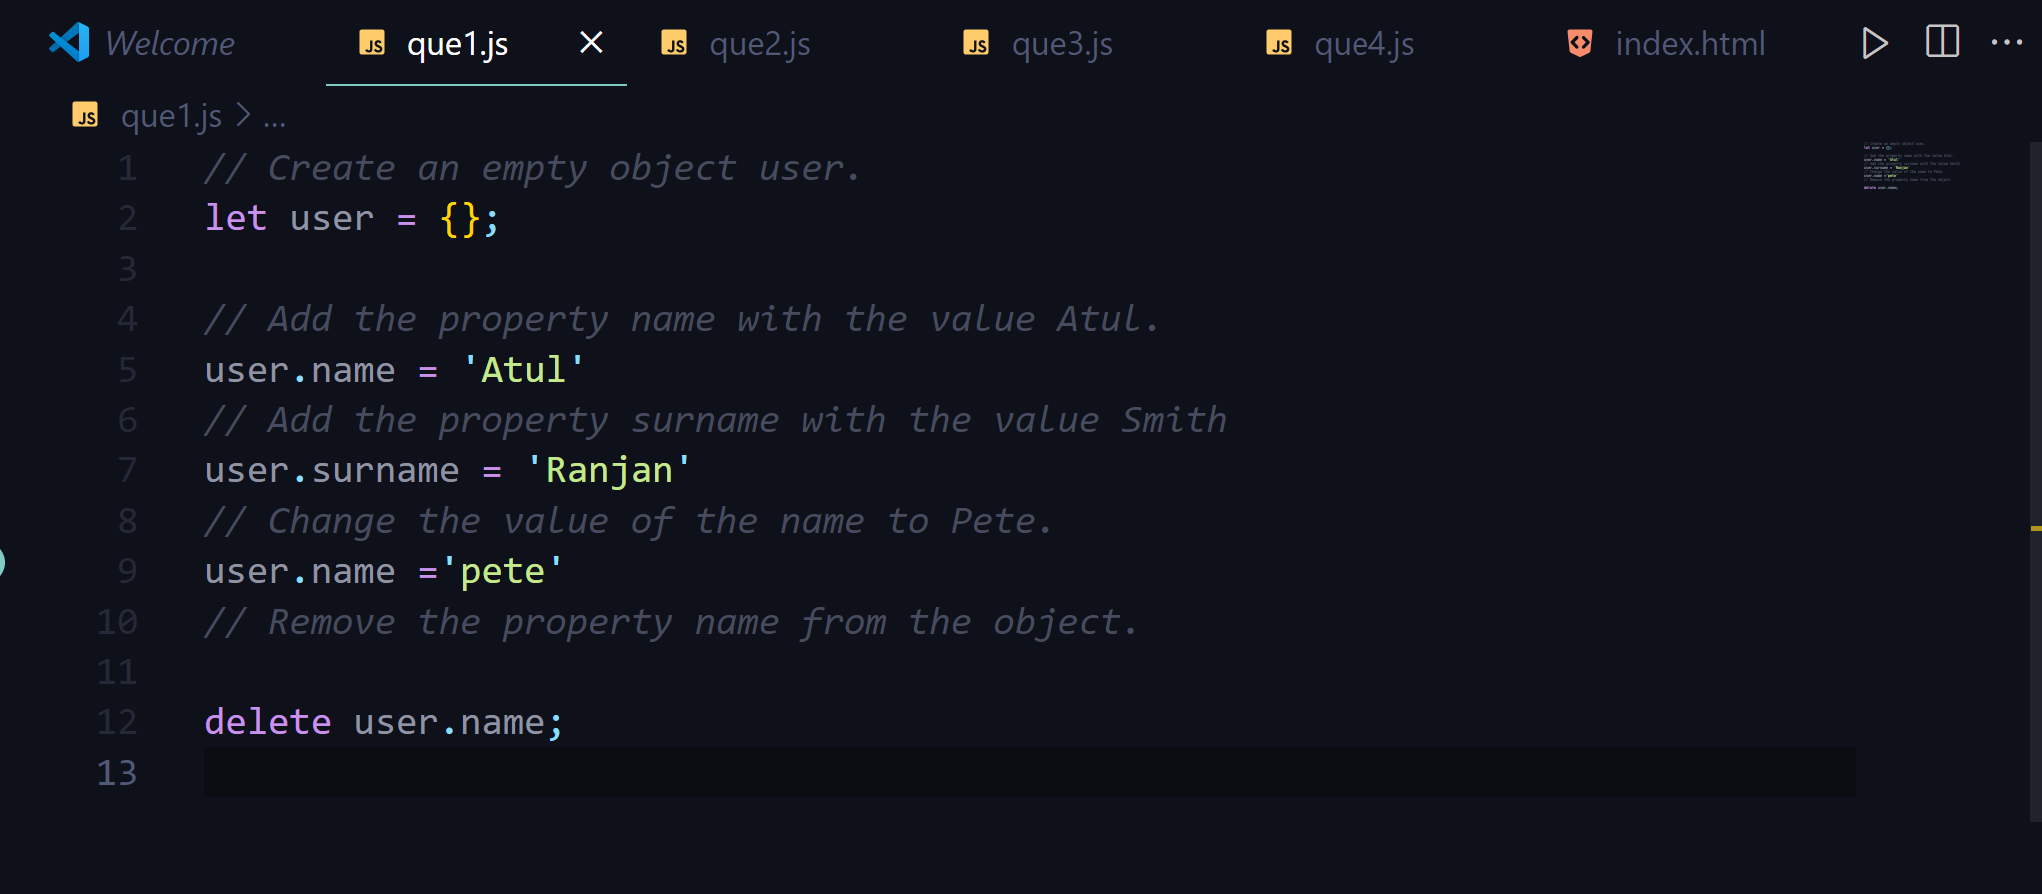 Welcome JS que1.js JS que2.js JS que3.js JS que4.js index.html
JS que1.js > ...
1 // Create an empty object user.
2 let user = {};
3
4 // Add the property name with the value Atul.
5 user.name = 'Atul'
6 // Add the property surname with the value Smith
7 user.surname = 'Ranjan'
8 // Change the value of the name to Pete.
9 user.name ='pete'
10 // Remove the property name from the object.
11
12 delete user.name;
13